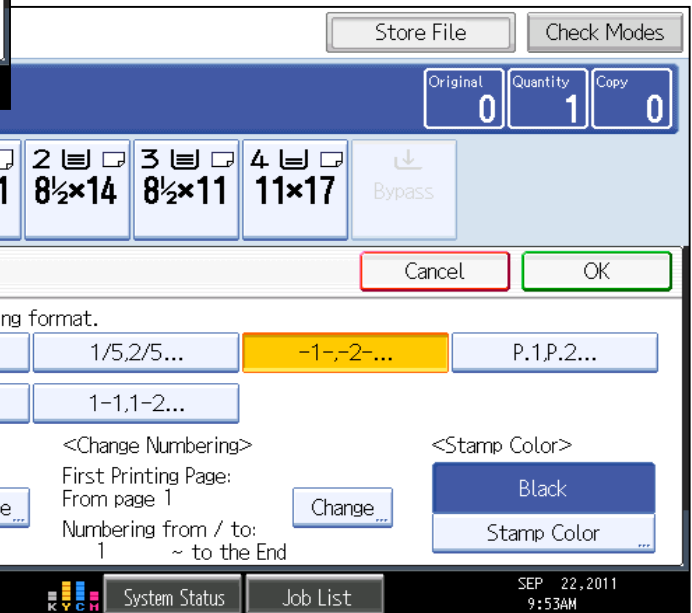 Store File Check Modes
Original 0 Quantity 1 Copy 0
1 2 8½×14 3 8½×11 4 11×17 Bypass
Cancel OK
ng format.
1/5,2/5... -1-,-2-... P.1,P.2...
1-1,1-2...
<Change Numbering> <Stamp Color>
First Printing Page:
From page 1
e... Change... Black
Numbering from / to:
1 ~ to the End
Stamp Color...
K Y C M System Status Job List SEP 22,2011
9:53AM